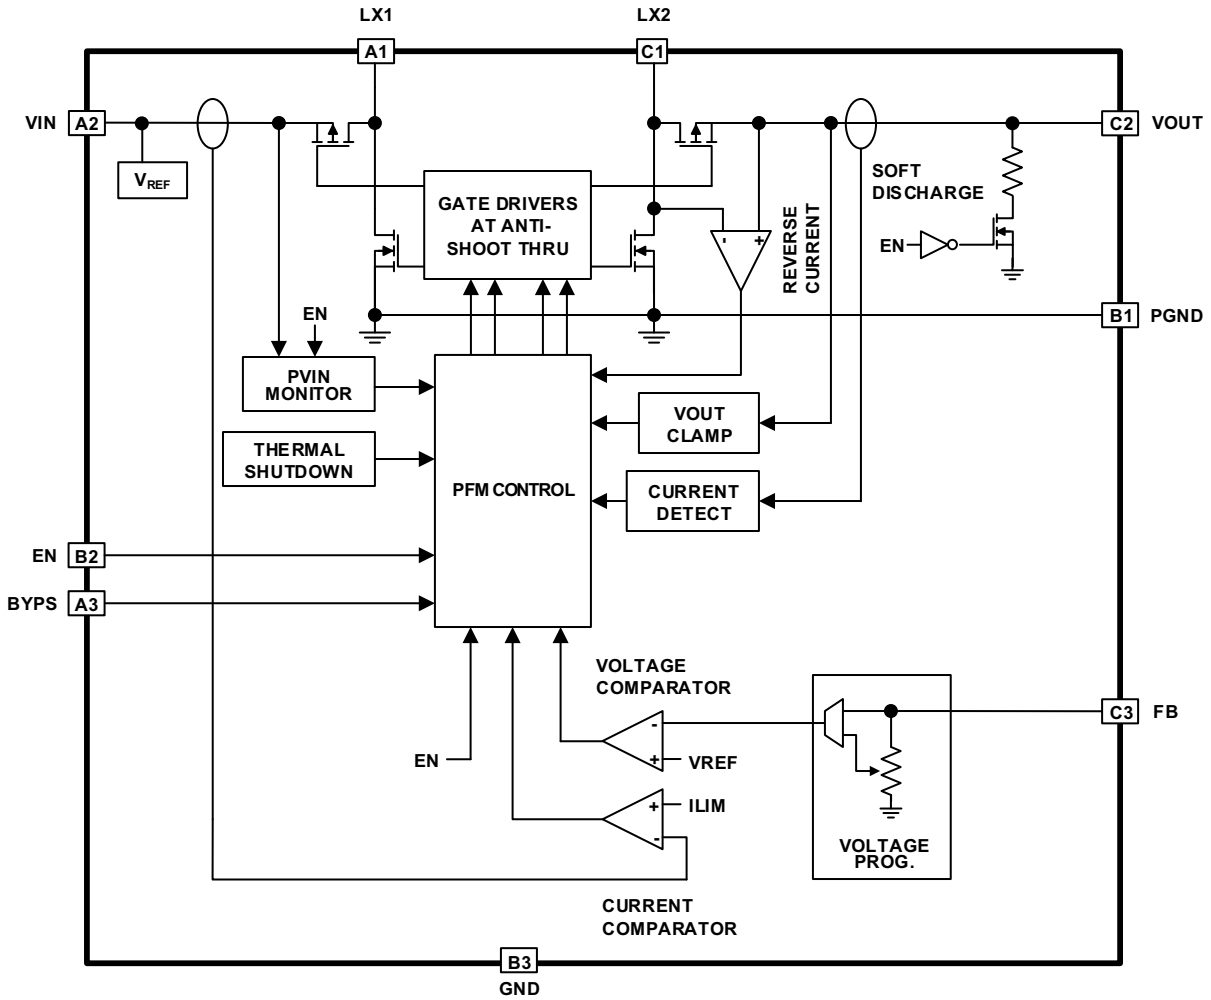 LX1
LX2
A1
C1
VIN
A2
C2
VOUT
VREF
SOFT
DISCHARGE
GATE DRIVERS
AT ANTI-
SHOOT THRU
- +
REVERSE
CURRENT
EN
EN
B1
PGND
PVIN
MONITOR
VOUT
CLAMP
THERMAL
SHUTDOWN
PFM CONTROL
CURRENT
DETECT
EN
B2
BYPS
A3
VOLTAGE
COMPARATOR
-
+
VREF
EN
C3
FB
+
ILIM
-
VOLTAGE
PROG.
CURRENT
COMPARATOR
B3
GND